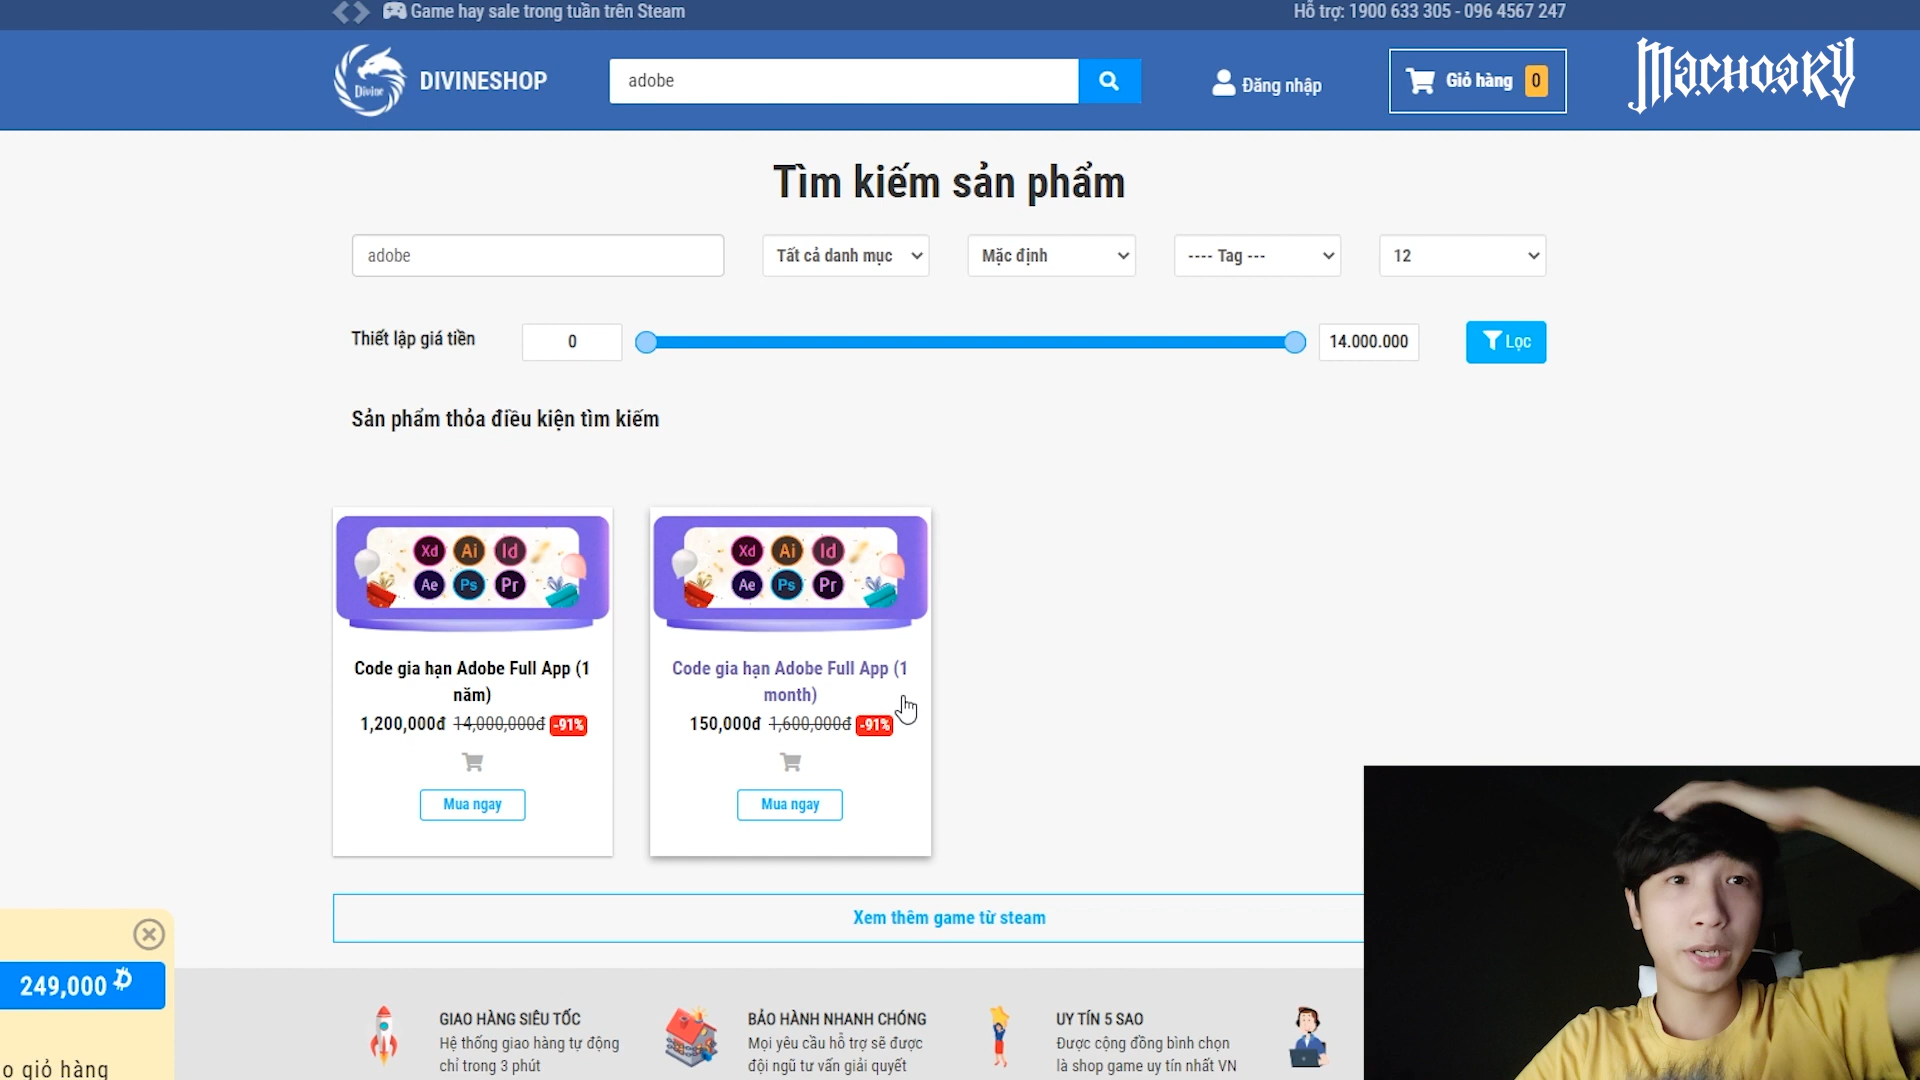 Game hay sale trong tuần trên Steam
Hỗ trợ: 1900 633 305 - 096 4567 247
Divine
DIVINESHOP
adobe
Đăng nhập
Giỏ hàng 0
MACHOAKY
Tìm kiếm sản phẩm
adobe
Tất cả danh mục
Mặc định
---- Tag ---
12
Thiết lập giá tiền
0
14.000.000
Lọc
Sản phẩm thỏa điều kiện tìm kiếm
Xd Ai Id
Ae Ps Pr
Code gia hạn Adobe Full App (1
năm)
1,200,000đ 14,000,000đ -91%
Mua ngay
Xd Ai Id
Ae Ps Pr
Code gia hạn Adobe Full App (1
month)
150,000đ 1,600,000đ -91%
Mua ngay
Xem thêm game từ steam
249,000
o giỏ hàng
GIAO HÀNG SIÊU TỐC
Hệ thống giao hàng tự động
chỉ trong 3 phút
BẢO HÀNH NHANH CHÓNG
Mọi yêu cầu hỗ trợ sẽ được
đội ngũ tư vấn giải quyết
UY TÍN 5 SAO
Được cộng đồng bình chọn
là shop game uy tín nhất VN